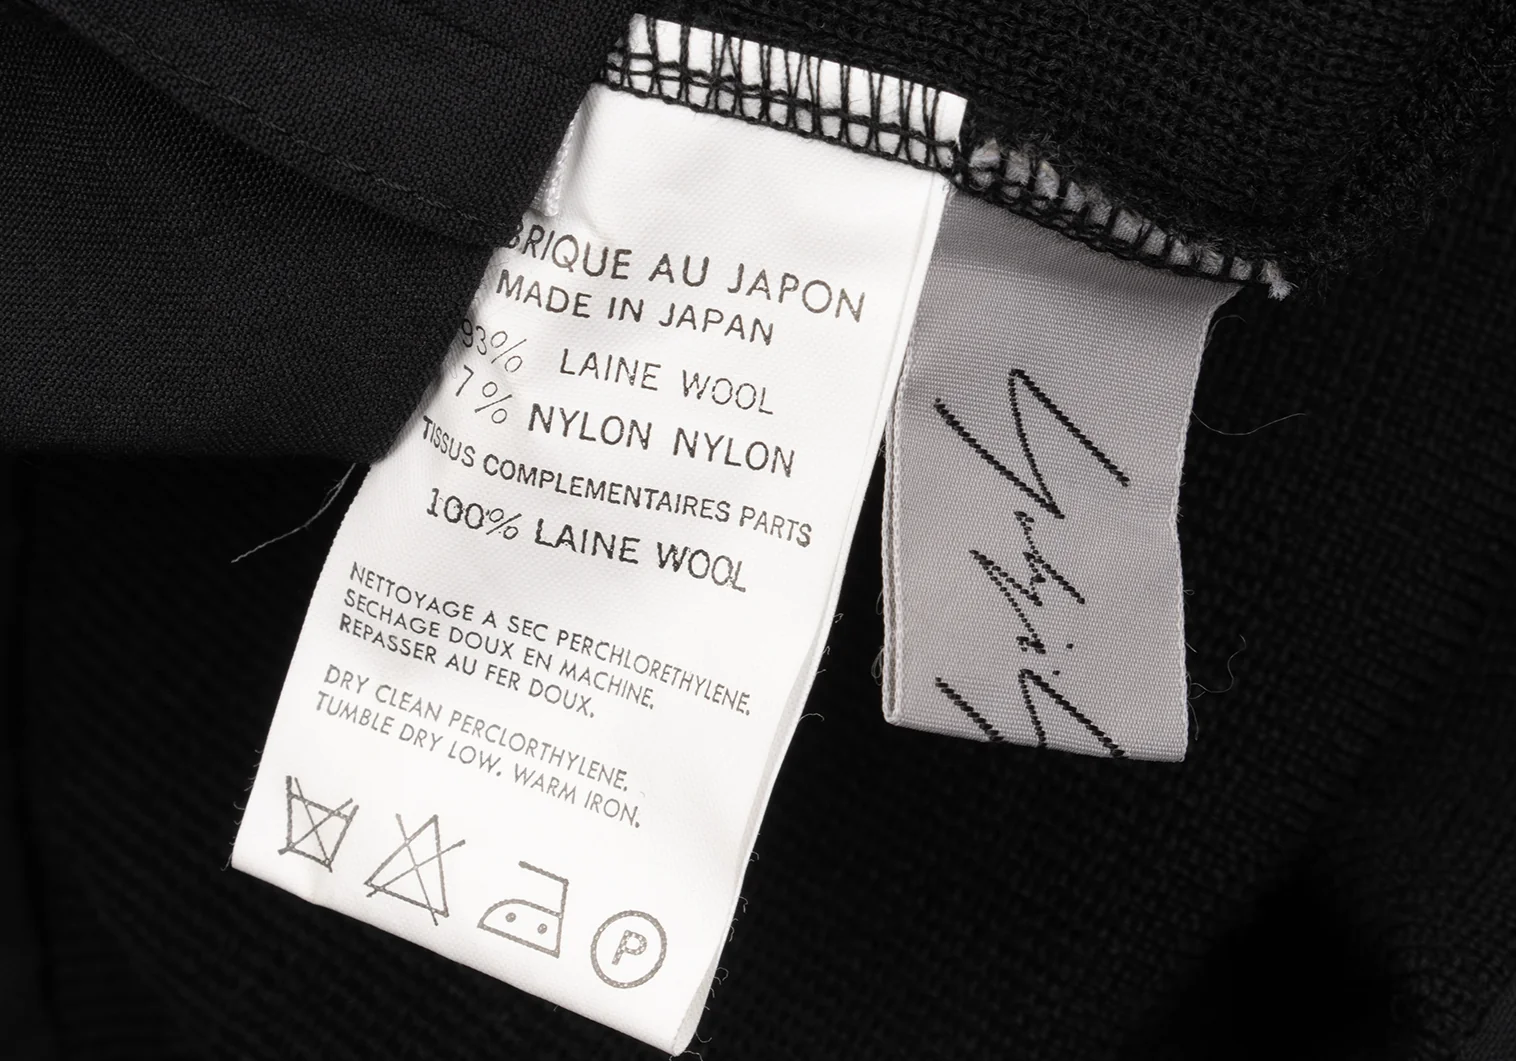 BRIQUE AU JAPON
MADE IN JAPAN
93% LAINE WOOL
7% NYLON NYLON
TISSUS COMPLEMENTAIRES PARTS
100% LAINE WOOL
NETTOYAGE A SEC PERCHLORETHYLENE.
SECHAGE DOUX EN MACHINE.
REPASSER AU FER DOUX.
DRY CLEAN PERCLORTHYLENE.
TUMBLE DRY LOW. WARM IRON.
P